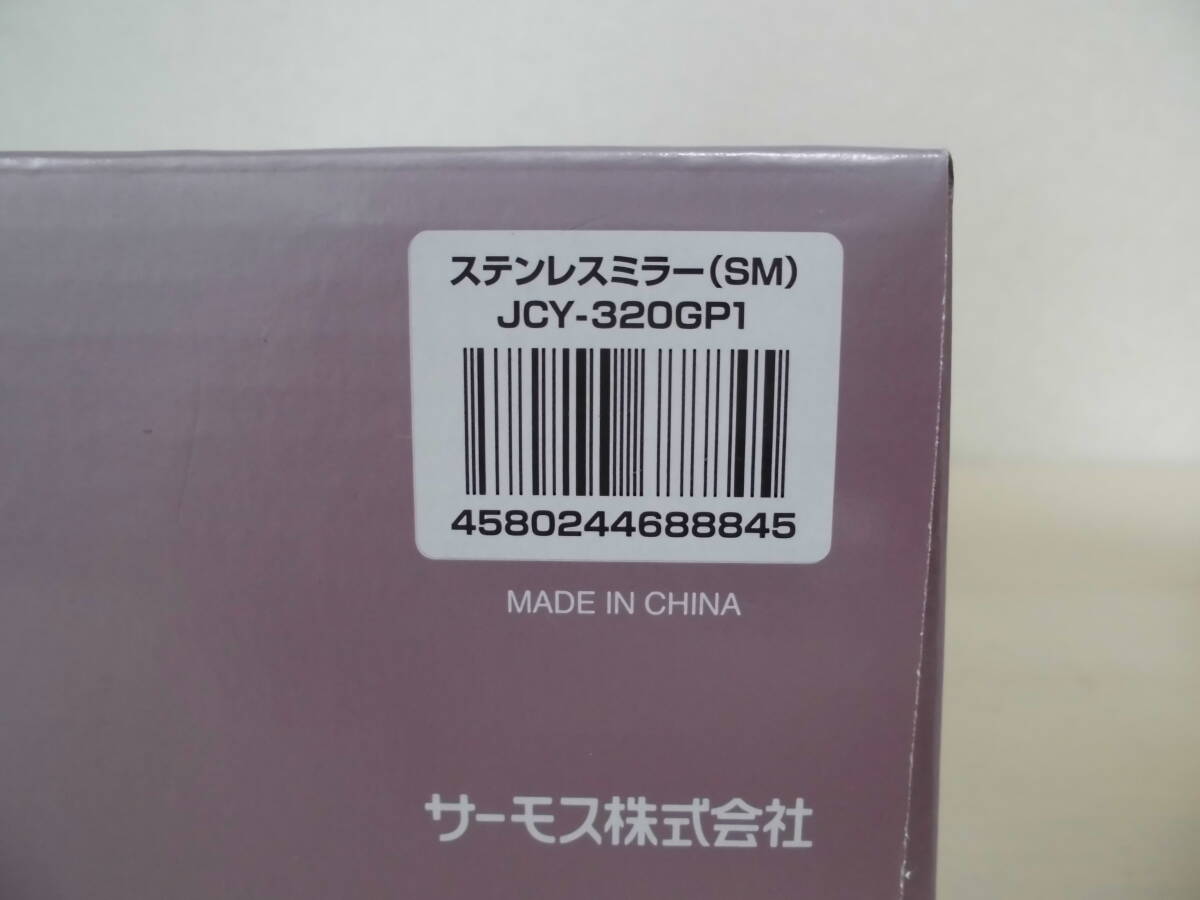 ステンレスミラー(SM)
JCY-320GP1
4580244688845
MADE IN CHINA
サーモス株式会社